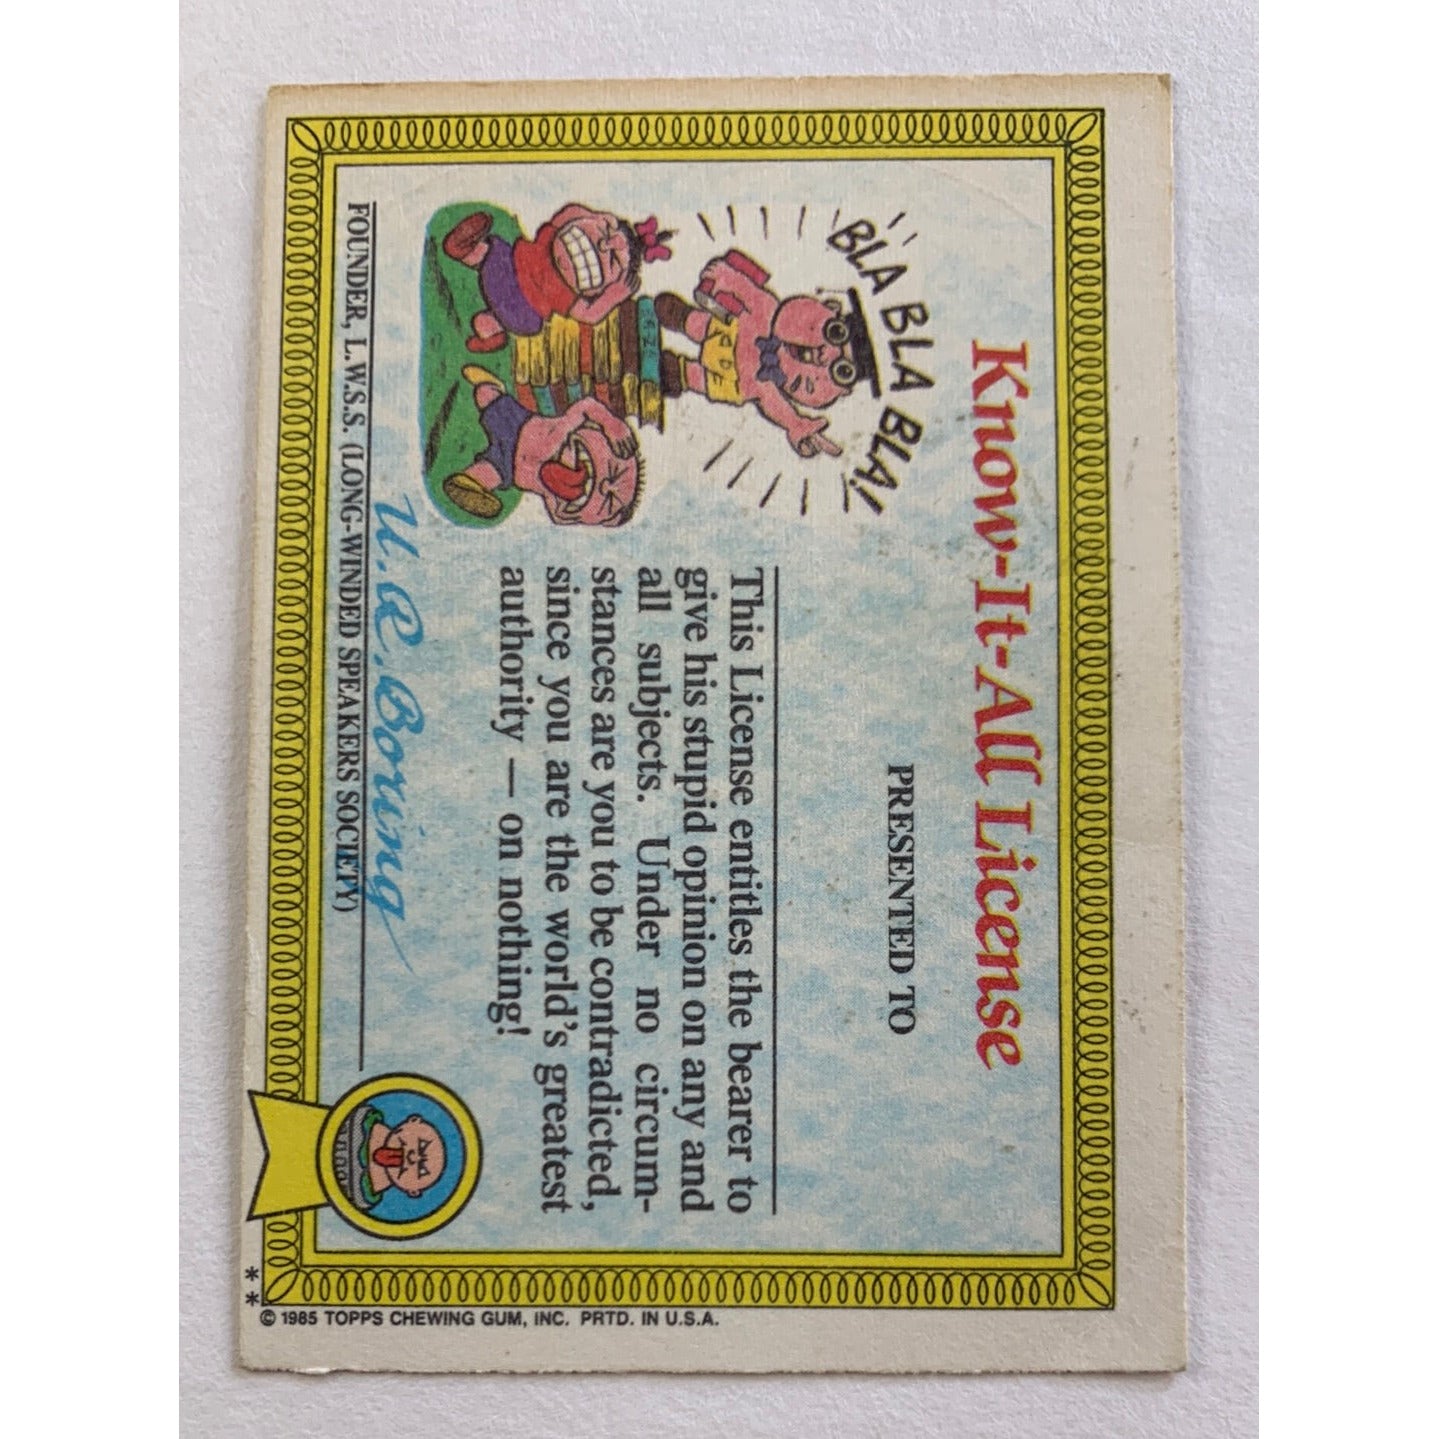 Know-It-All License
BLA BLA BLA BLA!
PRESENTED TO
This License entitles the bearer to
give his stupid opinion on any and
all subjects. Under no circum-
stances are you to be contradicted,
since you are the world's greatest
authority — on nothing!
U.R. Boring
FOUNDER, L.W.S.S. (LONG-WINDED SPEAKERS SOCIETY)
** © 1985 TOPPS CHEWING GUM, INC. PRTD. IN U.S.A.